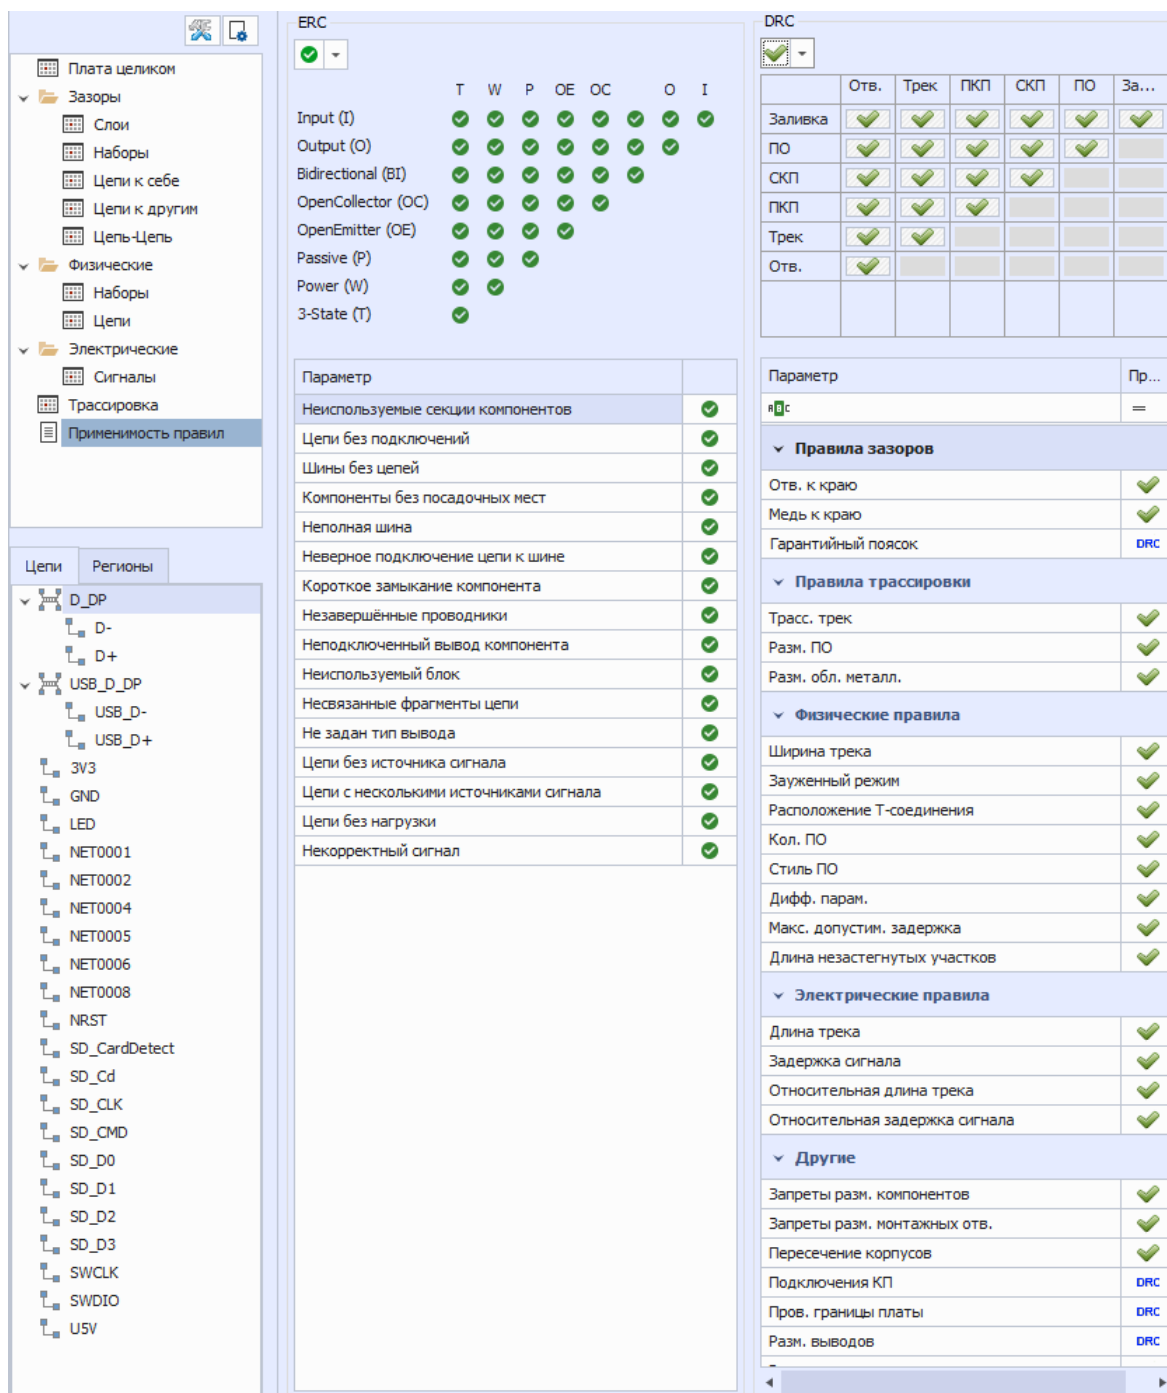 Плата целиком
Зазоры
Слои
Наборы
Цепи к себе
Цепи к другим
Цепь-Цепь
Физические
Наборы
Цепи
Электрические
Сигналы
Трассировка
Применимость правил
Цепи Регионы
D_DP
D-
D+
USB_D_DP
USB_D-
USB_D+
3V3
GND
LED
NET0001
NET0002
NET0004
NET0005
NET0006
NET0008
NRST
SD_CardDetect
SD_Cd
SD_CLK
SD_CMD
SD_D0
SD_D1
SD_D2
SD_D3
SWCLK
SWDIO
U5V
ERC
T W P OE OC O I
Input (I)
Output (O)
Bidirectional (BI)
OpenCollector (OC)
OpenEmitter (OE)
Passive (P)
Power (W)
3-State (T)
Параметр
Неиспользуемые секции компонентов
Цепи без подключений
Шины без цепей
Компоненты без посадочных мест
Неполная шина
Неверное подключение цепи к шине
Короткое замыкание компонента
Незавершённые проводники
Неподключенный вывод компонента
Неиспользуемый блок
Несвязанные фрагменты цепи
Не задан тип вывода
Цепи без источника сигнала
Цепи с несколькими источниками сигнала
Цепи без нагрузки
Некорректный сигнал
DRC
Отв. Трек ПКП СКП ПО За...
Заливка
ПО
СКП
ПКП
Трек
Отв.
Параметр Пр...
ABC =
Правила зазоров
Отв. к краю
Медь к краю
Гарантийный поясок DRC
Правила трассировки
Трасс. трек
Разм. ПО
Разм. обл. металл.
Физические правила
Ширина трека
Зауженный режим
Расположение Т-соединения
Кол. ПО
Стиль ПО
Дифф. парам.
Макс. допустим. задержка
Длина незастегнутых участков
Электрические правила
Длина трека
Задержка сигнала
Относительная длина трека
Относительная задержка сигнала
Другие
Запреты разм. компонентов
Запреты разм. монтажных отв.
Пересечение корпусов
Подключения КП DRC
Пров. границы платы DRC
Разм. выводов DRC